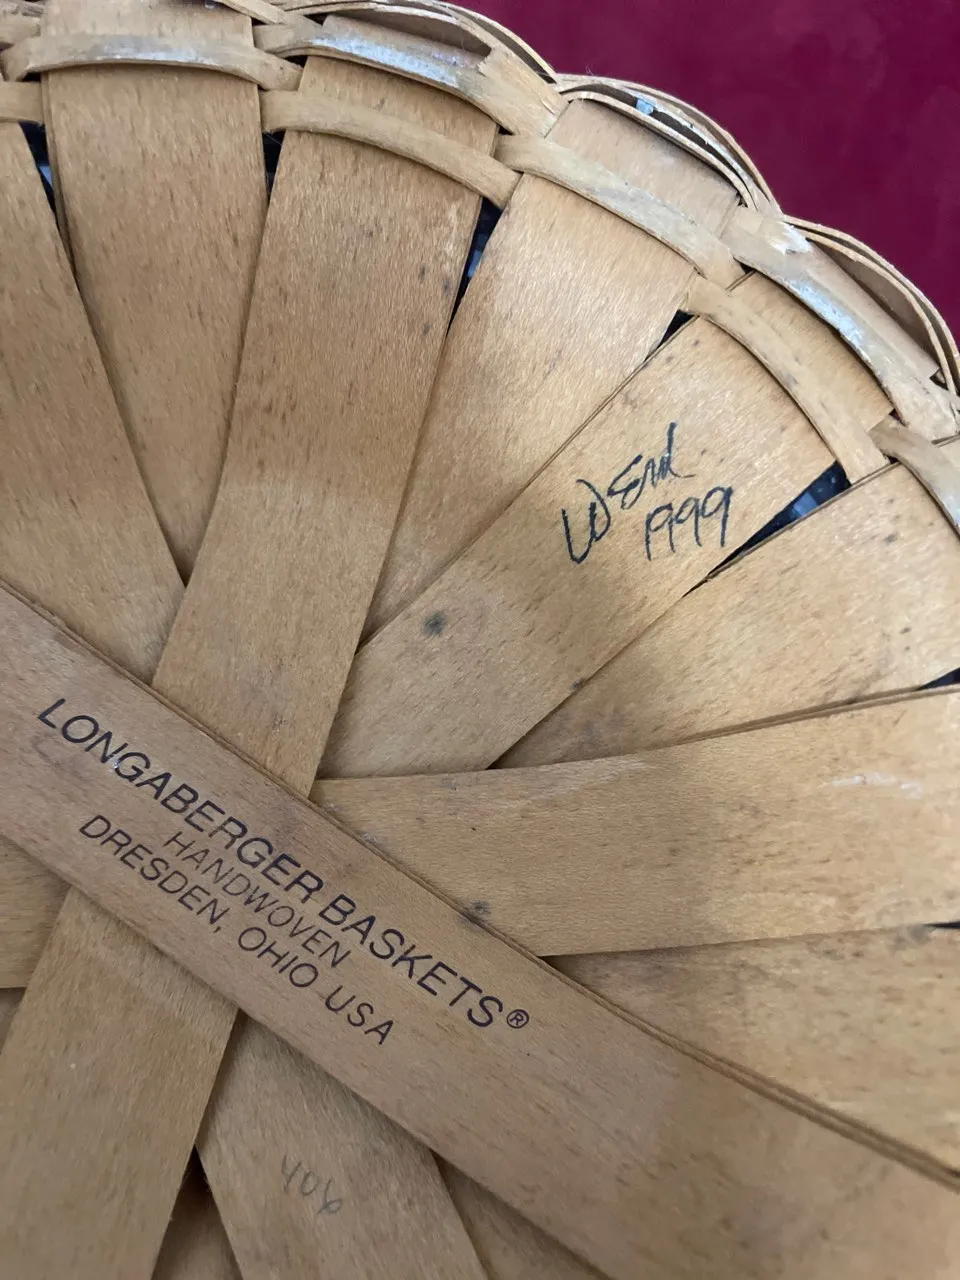 1999
LONGABERGER BASKETS®
HANDWOVEN
DRESDEN, OHIO USA
406